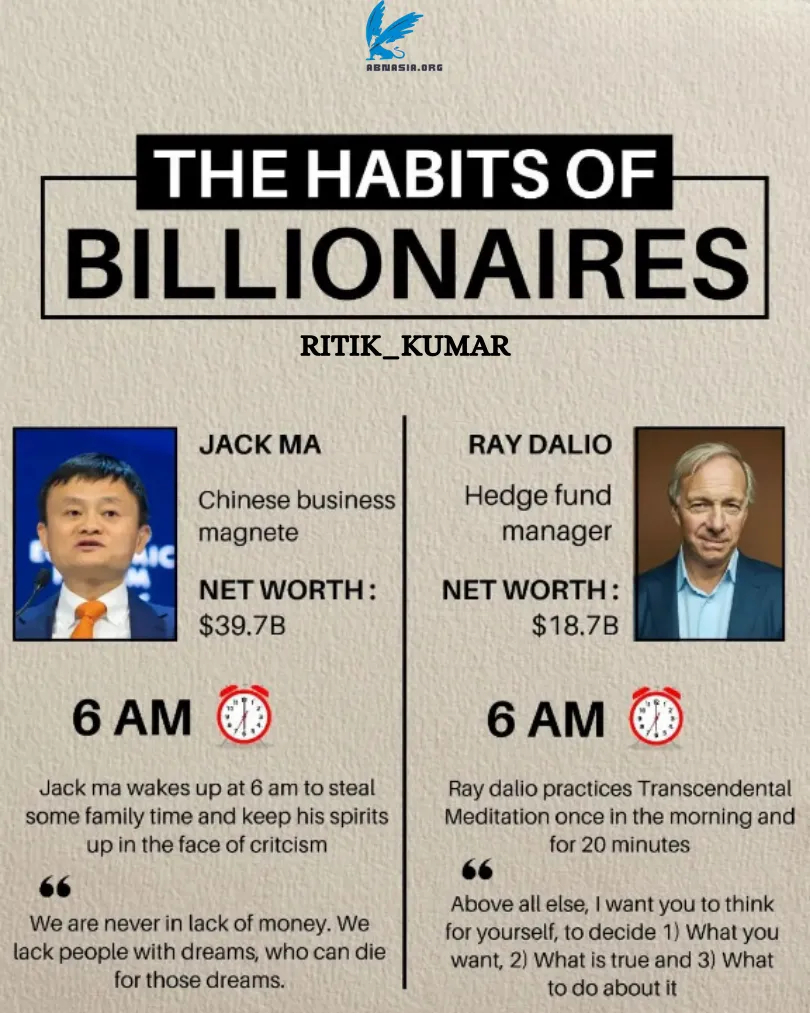 ABNASIA.ORG
THE HABITS OF
BILLIONAIRES
RITIK_KUMAR
JACK MA
Chinese business
magnete
NET WORTH :
$39.7B
6 AM
Jack ma wakes up at 6 am to steal
some family time and keep his spirits
up in the face of critcism
“
We are never in lack of money. We
lack people with dreams, who can die
for those dreams.
RAY DALIO
Hedge fund
manager
NET WORTH :
$18.7B
6 AM
Ray dalio practices Transcendental
Meditation once in the morning and
for 20 minutes
“
Above all else, I want you to think
for yourself, to decide 1) What you
want, 2) What is true and 3) What
to do about it